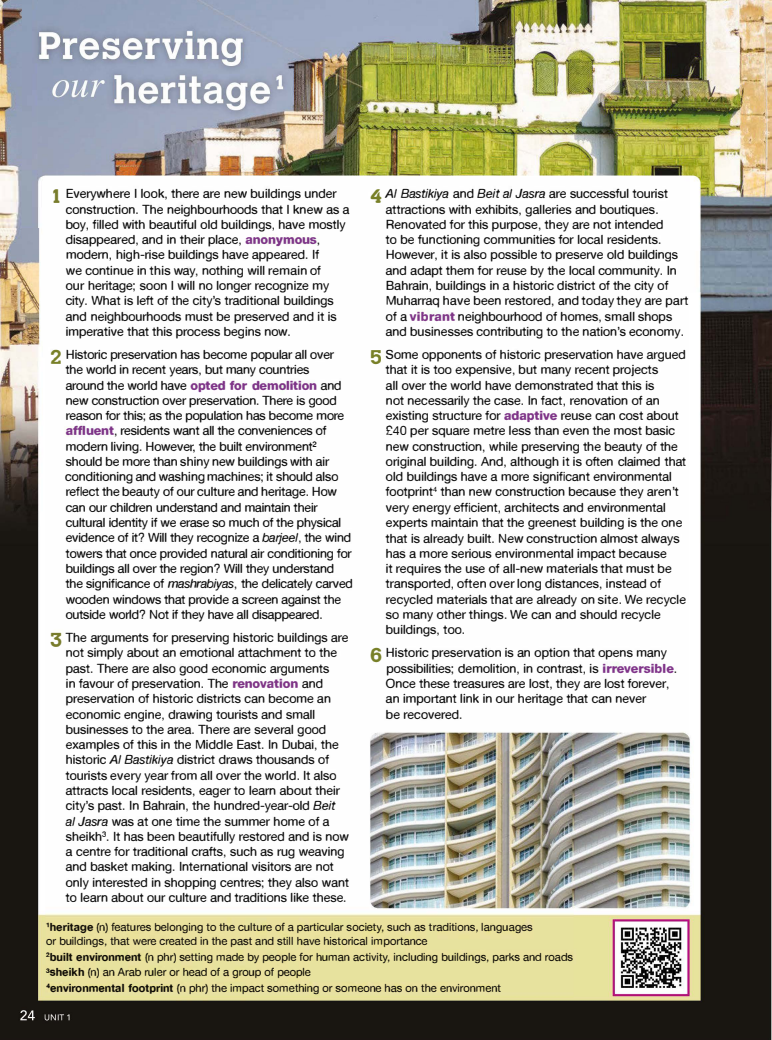 Preserving
our heritage¹
1 Everywhere I look, there are new buildings under
construction. The neighbourhoods that I knew as a
boy, filled with beautiful old buildings, have mostly
disappeared, and in their place, anonymous,
modern, high-rise buildings have appeared. If
we continue in this way, nothing will remain of
our heritage; soon I will no longer recognize my
city. What is left of the city's traditional buildings
and neighbourhoods must be preserved and it is
imperative that this process begins now.
2 Historic preservation has become popular all over
the world in recent years, but many countries
around the world have opted for demolition and
new construction over preservation. There is good
reason for this; as the population has become more
affluent, residents want all the conveniences of
modern living. However, the built environment²
should be more than shiny new buildings with air
conditioning and washing machines; it should also
reflect the beauty of our culture and heritage. How
can our children understand and maintain their
cultural identity if we erase so much of the physical
evidence of it? Will they recognize a barjeel, the wind
towers that once provided natural air conditioning for
buildings all over the region? Will they understand
the significance of mashrabiyas, the delicately carved
wooden windows that provide a screen against the
outside world? Not if they have all disappeared.
3 The arguments for preserving historic buildings are
not simply about an emotional attachment to the
past. There are also good economic arguments
in favour of preservation. The renovation and
preservation of historic districts can become an
economic engine, drawing tourists and small
businesses to the area. There are several good
examples of this in the Middle East. In Dubai, the
historic Al Bastikiya district draws thousands of
tourists every year from all over the world. It also
attracts local residents, eager to learn about their
city's past. In Bahrain, the hundred-year-old Beit
al Jasra was at one time the summer home of a
sheikh³. It has been beautifully restored and is now
a centre for traditional crafts, such as rug weaving
and basket making. International visitors are not
only interested in shopping centres; they also want
to learn about our culture and traditions like these.
4 Al Bastikiya and Beit al Jasra are successful tourist
attractions with exhibits, galleries and boutiques.
Renovated for this purpose, they are not intended
to be functioning communities for local residents.
However, it is also possible to preserve old buildings
and adapt them for reuse by the local community. In
Bahrain, buildings in a historic district of the city of
Muharraq have been restored, and today they are part
of a vibrant neighbourhood of homes, small shops
and businesses contributing to the nation's economy.
5 Some opponents of historic preservation have argued
that it is too expensive, but many recent projects
all over the world have demonstrated that this is
not necessarily the case. In fact, renovation of an
existing structure for adaptive reuse can cost about
£40 per square metre less than even the most basic
new construction, while preserving the beauty of the
original building. And, although it is often claimed that
old buildings have a more significant environmental
footprint⁴ than new construction because they aren't
very energy efficient, architects and environmental
experts maintain that the greenest building is the one
that is already built. New construction almost always
has a more serious environmental impact because
it requires the use of all-new materials that must be
transported, often over long distances, instead of
recycled materials that are already on site. We recycle
so many other things. We can and should recycle
buildings, too.
6 Historic preservation is an option that opens many
possibilities; demolition, in contrast, is irreversible.
Once these treasures are lost, they are lost forever,
an important link in our heritage that can never
be recovered.
¹heritage (n) features belonging to the culture of a particular society, such as traditions, languages
or buildings, that were created in the past and still have historical importance
²built environment (n phr) setting made by people for human activity, including buildings, parks and roads
³sheikh (n) an Arab ruler or head of a group of people
⁴environmental footprint (n phr) the impact something or someone has on the environment
24 UNIT 1